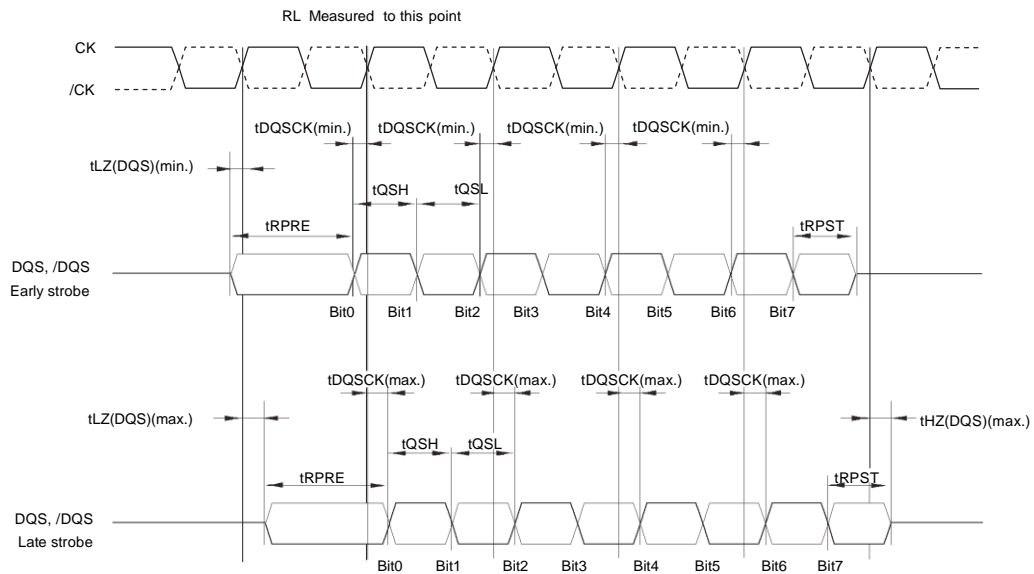 RL Measured to this point
CK
/CK
tDQSCK(min.) tDQSCK(min.) tDQSCK(min.) tDQSCK(min.)
tLZ(DQS)(min.)
tQSH tQSL
tRPRE tRPST
DQS, /DQS
Early strobe
Bit0 Bit1 Bit2 Bit3 Bit4 Bit5 Bit6 Bit7
tDQSCK(max.) tDQSCK(max.) tDQSCK(max.) tDQSCK(max.)
tLZ(DQS)(max.) tHZ(DQS)(max.)
tQSH tQSL
tRPRE tRPST
DQS, /DQS
Late strobe
Bit0 Bit1 Bit2 Bit3 Bit4 Bit5 Bit6 Bit7